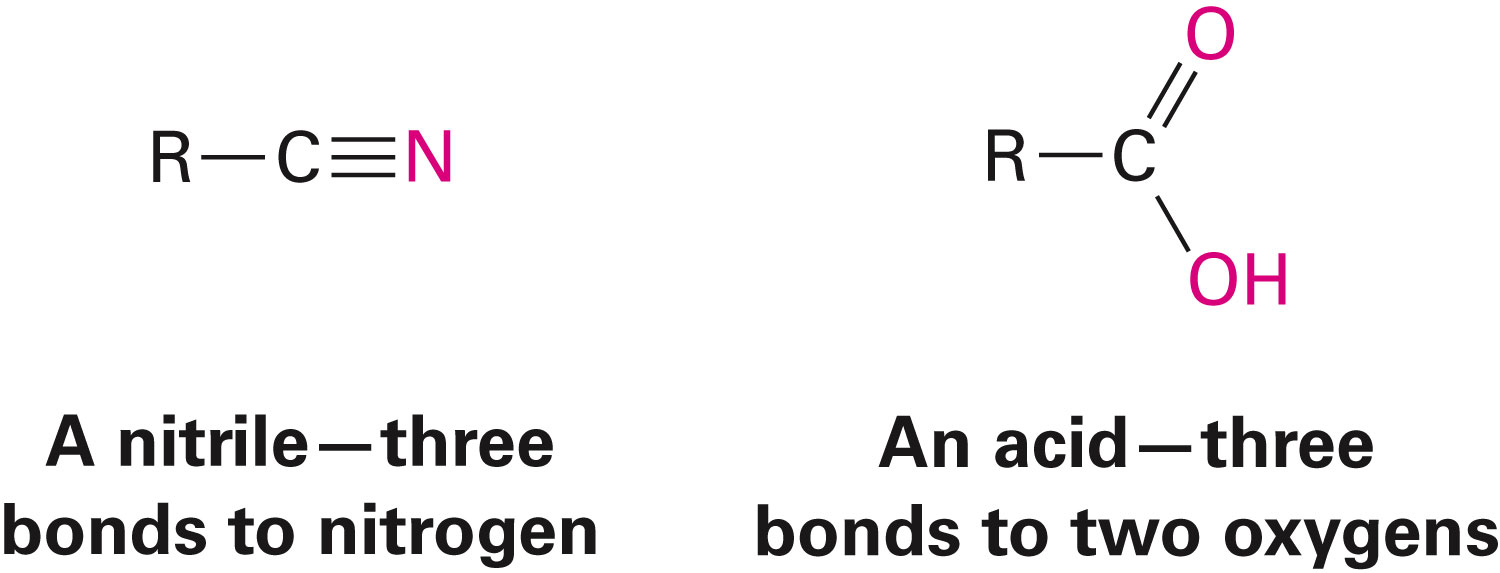 R—C≡N
O
R—C
OH
A nitrile—three
bonds to nitrogen
An acid—three
bonds to two oxygens